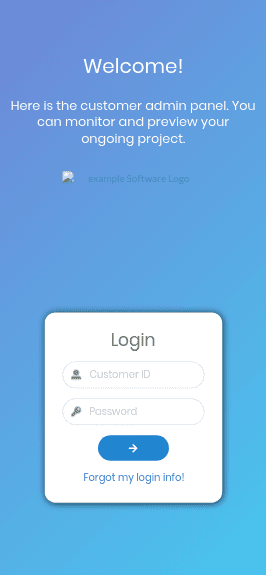 Welcome!
Here is the customer admin panel. You
can monitor and preview your
ongoing project.
example Software Logo
Login
Customer ID
Password
Forgot my login info!